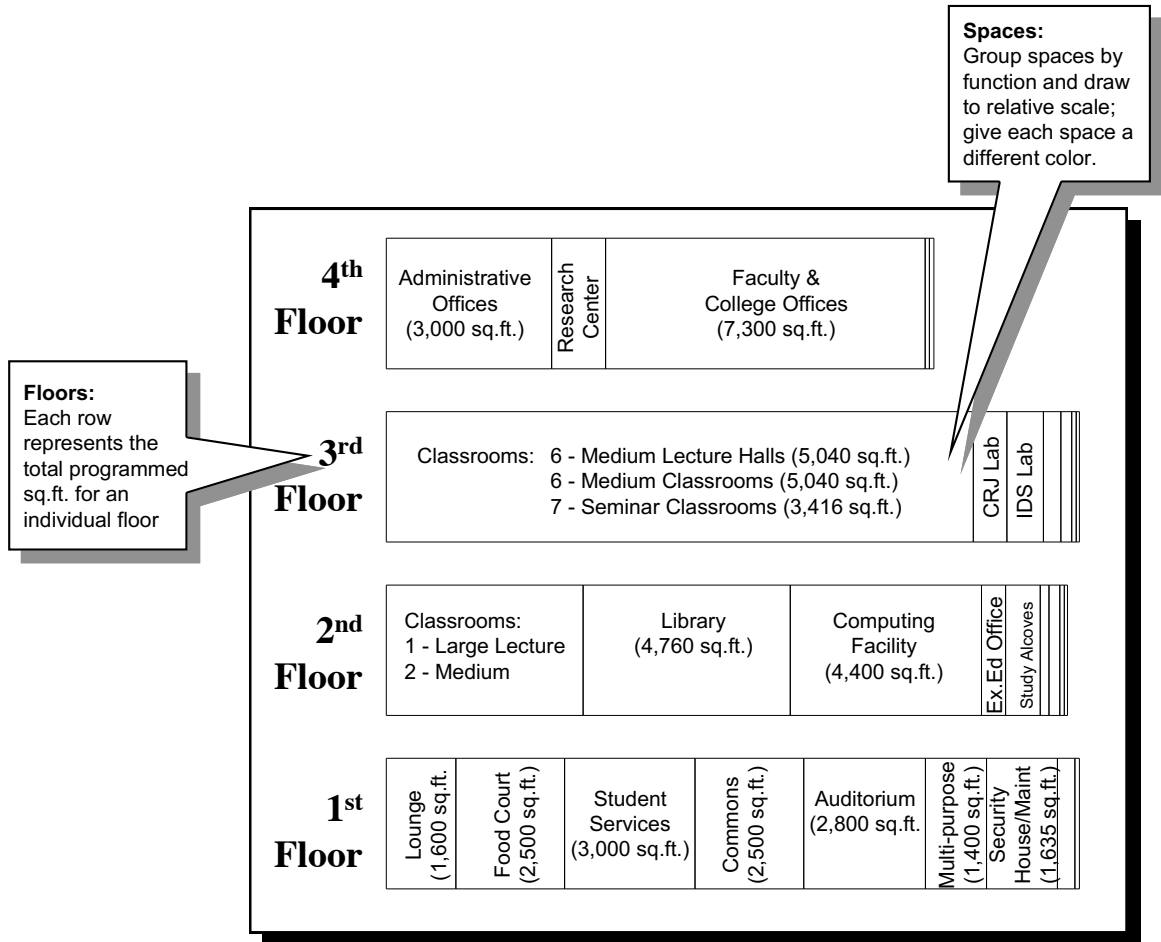 Spaces:
Group spaces by
function and draw
to relative scale;
give each space a
different color.
4th
Floor
Administrative
Offices
(3,000 sq.ft.)
Research
Center
Faculty &
College Offices
(7,300 sq.ft.)
Floors:
Each row
represents the
total programmed
sq.ft. for an
individual floor
3rd
Floor
Classrooms: 6 - Medium Lecture Halls (5,040 sq.ft.)
6 - Medium Classrooms (5,040 sq.ft.)
7 - Seminar Classrooms (3,416 sq.ft.)
CRJ Lab
IDS Lab
2nd
Floor
Classrooms:
1 - Large Lecture
2 - Medium
Library
(4,760 sq.ft.)
Computing
Facility
(4,400 sq.ft.)
Ex.Ed Office
Study Alcoves
1st
Floor
Lounge
(1,600 sq.ft.
Food Court
(2,500 sq.ft.)
Student
Services
(3,000 sq.ft.)
Commons
(2,500 sq.ft.)
Auditorium
(2,800 sq.ft.
Multi-purpose
(1,400 sq.ft.)
Security
House/Maint
(1,635 sq.ft.)